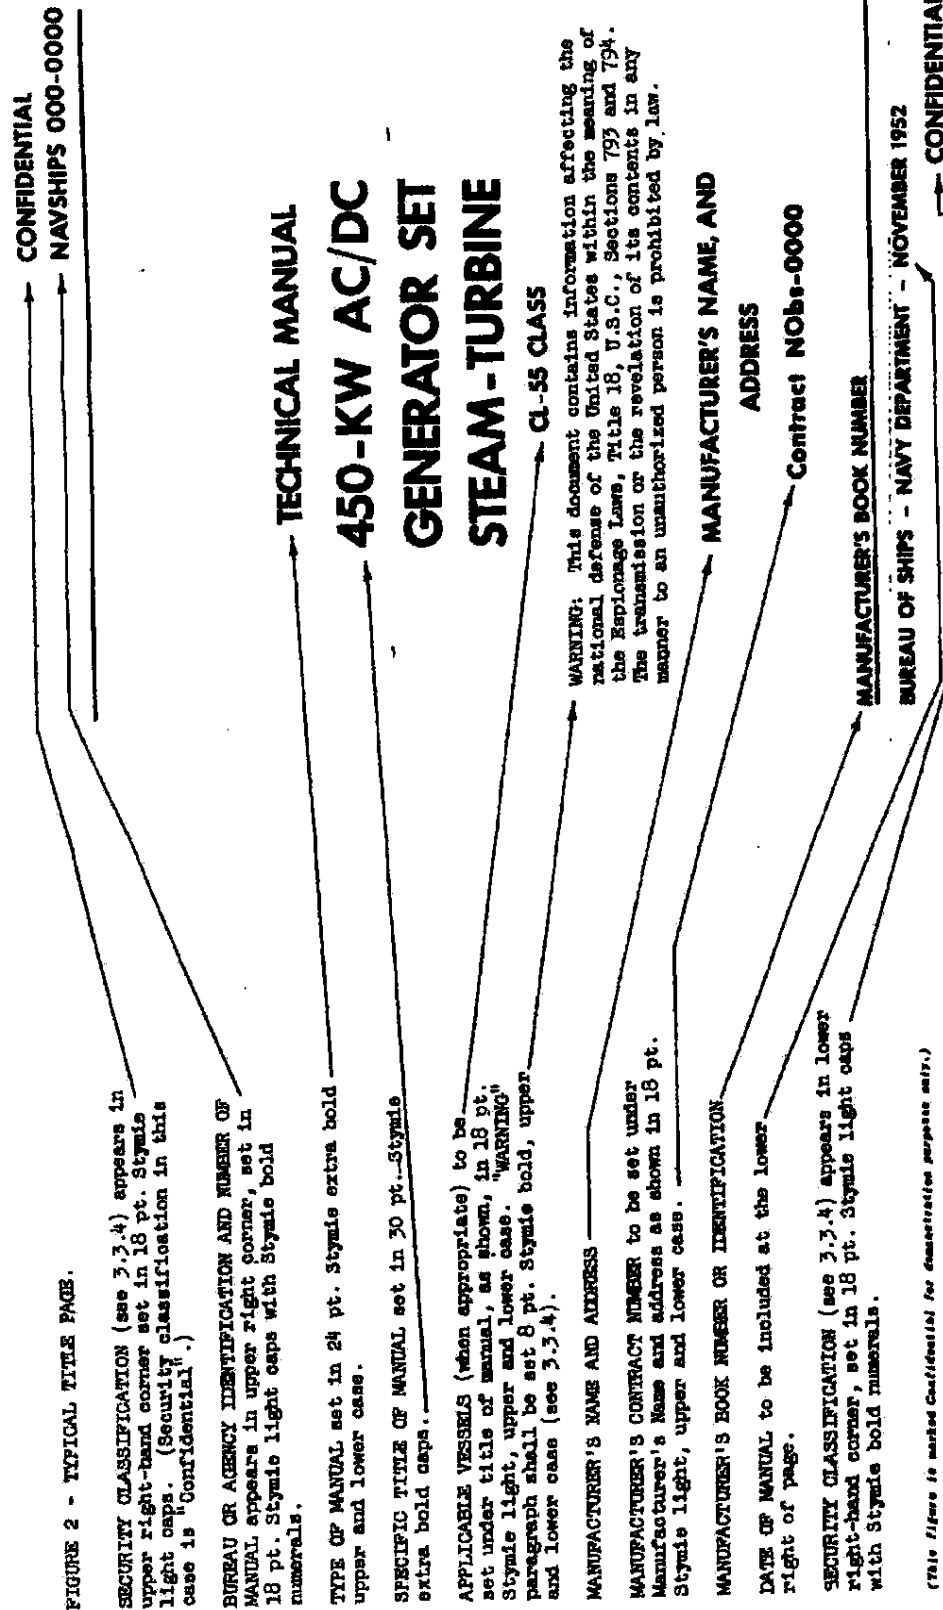 FIGURE 2 - TYPICAL TITLE PAGE.
SECURITY CLASSIFICATION (see 3.3.4) appears in
upper right-hand corner set in 18 pt. Stymie
light caps. (Security classification in this
case is "Confidential".)
BUREAU OR AGENCY IDENTIFICATION AND NUMBER OF
MANUAL appears in upper right corner, set in
18 pt. Stymie light caps with Stymie bold
numerals.
TYPE OF MANUAL set in 24 pt. Stymie extra bold
upper and lower case.
SPECIFIC TITLE OF MANUAL set in 30 pt. Stymie
extra bold caps.
APPLICABLE VESSELS (when appropriate) to be
set under title of manual, as shown, in 18 pt.
Stymie light, upper and lower case. "WARNING"
paragraph shall be set 8 pt. Stymie bold, upper
and lower case (see 3.3.4).
MANUFACTURER'S NAME AND ADDRESS
MANUFACTURER'S CONTRACT NUMBER to be set under
Manufacturer's Name and address as shown in 18 pt.
Stymie light, upper and lower case.
MANUFACTURER'S BOOK NUMBER OR IDENTIFICATION
DATE OF MANUAL to be included at the lower
right of page.
SECURITY CLASSIFICATION (see 3.3.4) appears in lower
right-hand corner, set in 18 pt. Stymie light caps
with Stymie bold numerals.
(This figure is marked Confidential for demonstration purposes only.)
CONFIDENTIAL
NAVSHIPS 000-0000
TECHNICAL MANUAL
450-KW AC/DC
GENERATOR SET
STEAM-TURBINE
CL-55 CLASS
WARNING: This document contains information affecting the
national defense of the United States within the meaning of
the Espionage Laws, Title 18, U.S.C., Sections 793 and 794.
The transmission or the revelation of its contents in any
manner to an unauthorized person is prohibited by law.
MANUFACTURER'S NAME, AND
ADDRESS
Contract NObs-0000
MANUFACTURER'S BOOK NUMBER
BUREAU OF SHIPS - NAVY DEPARTMENT - NOVEMBER 1952
CONFIDENTIAL